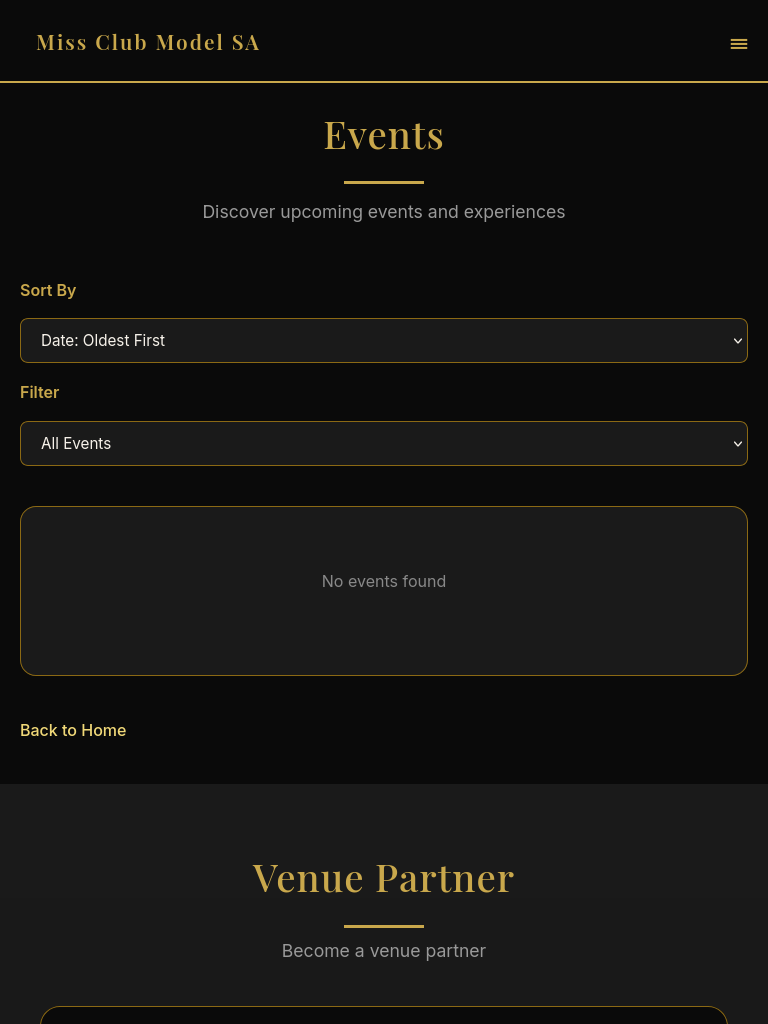 Miss Club Model SA
Events
Discover upcoming events and experiences
Sort By
Date: Oldest First
Filter
All Events
No events found
Back to Home
Venue Partner
Become a venue partner